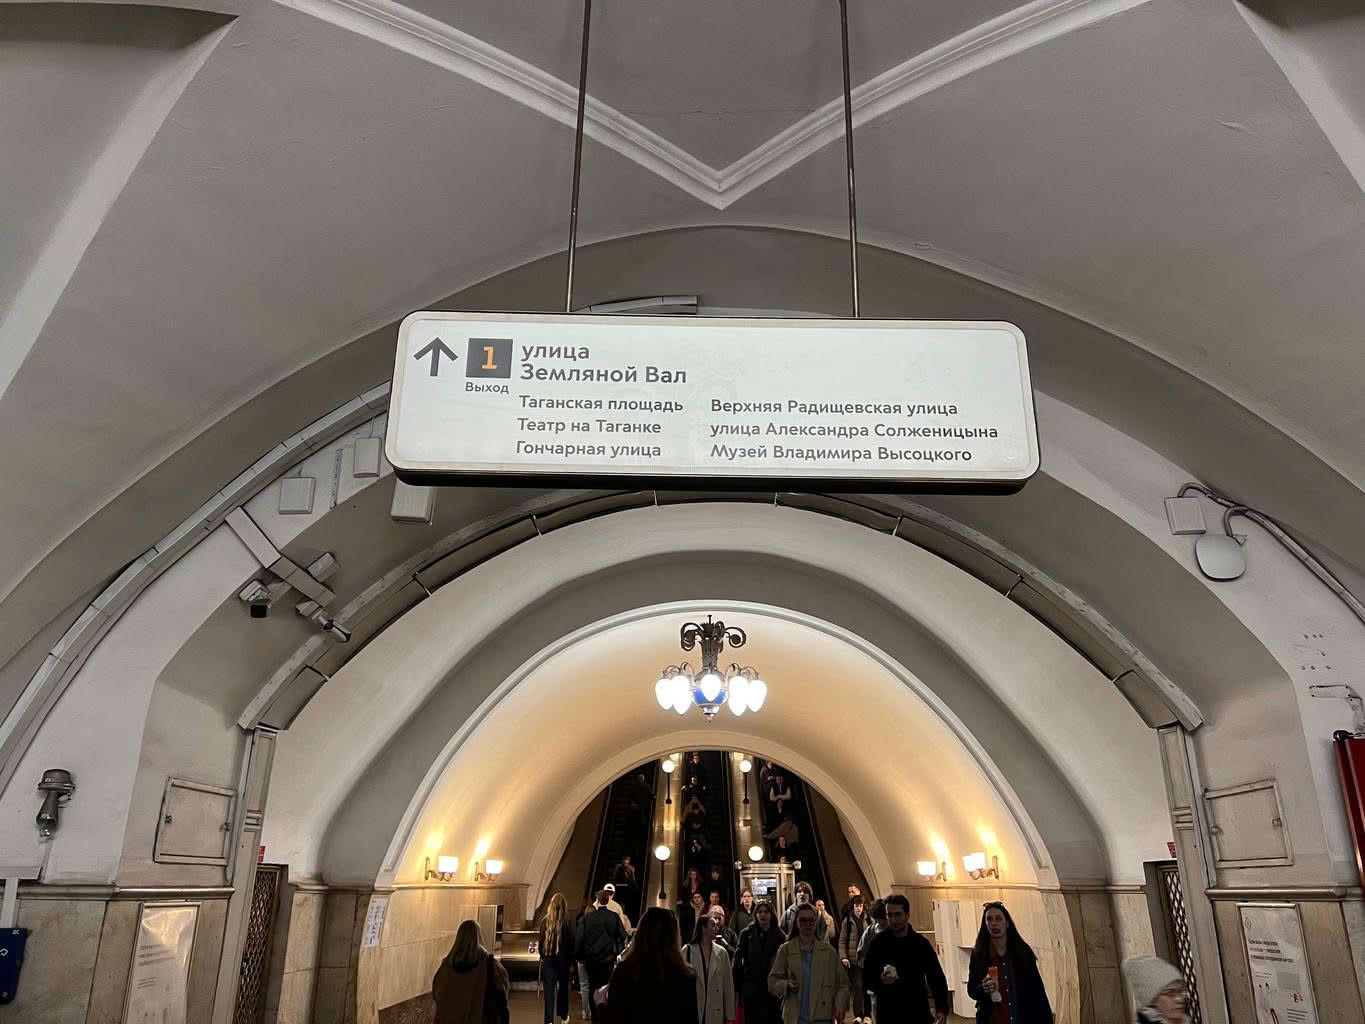 1
Выход
улица
Земляной Вал
Таганская площадь
Театр на Таганке
Гончарная улица
Верхняя Радищевская улица
улица Александра Солженицына
Музей Владимира Высоцкого